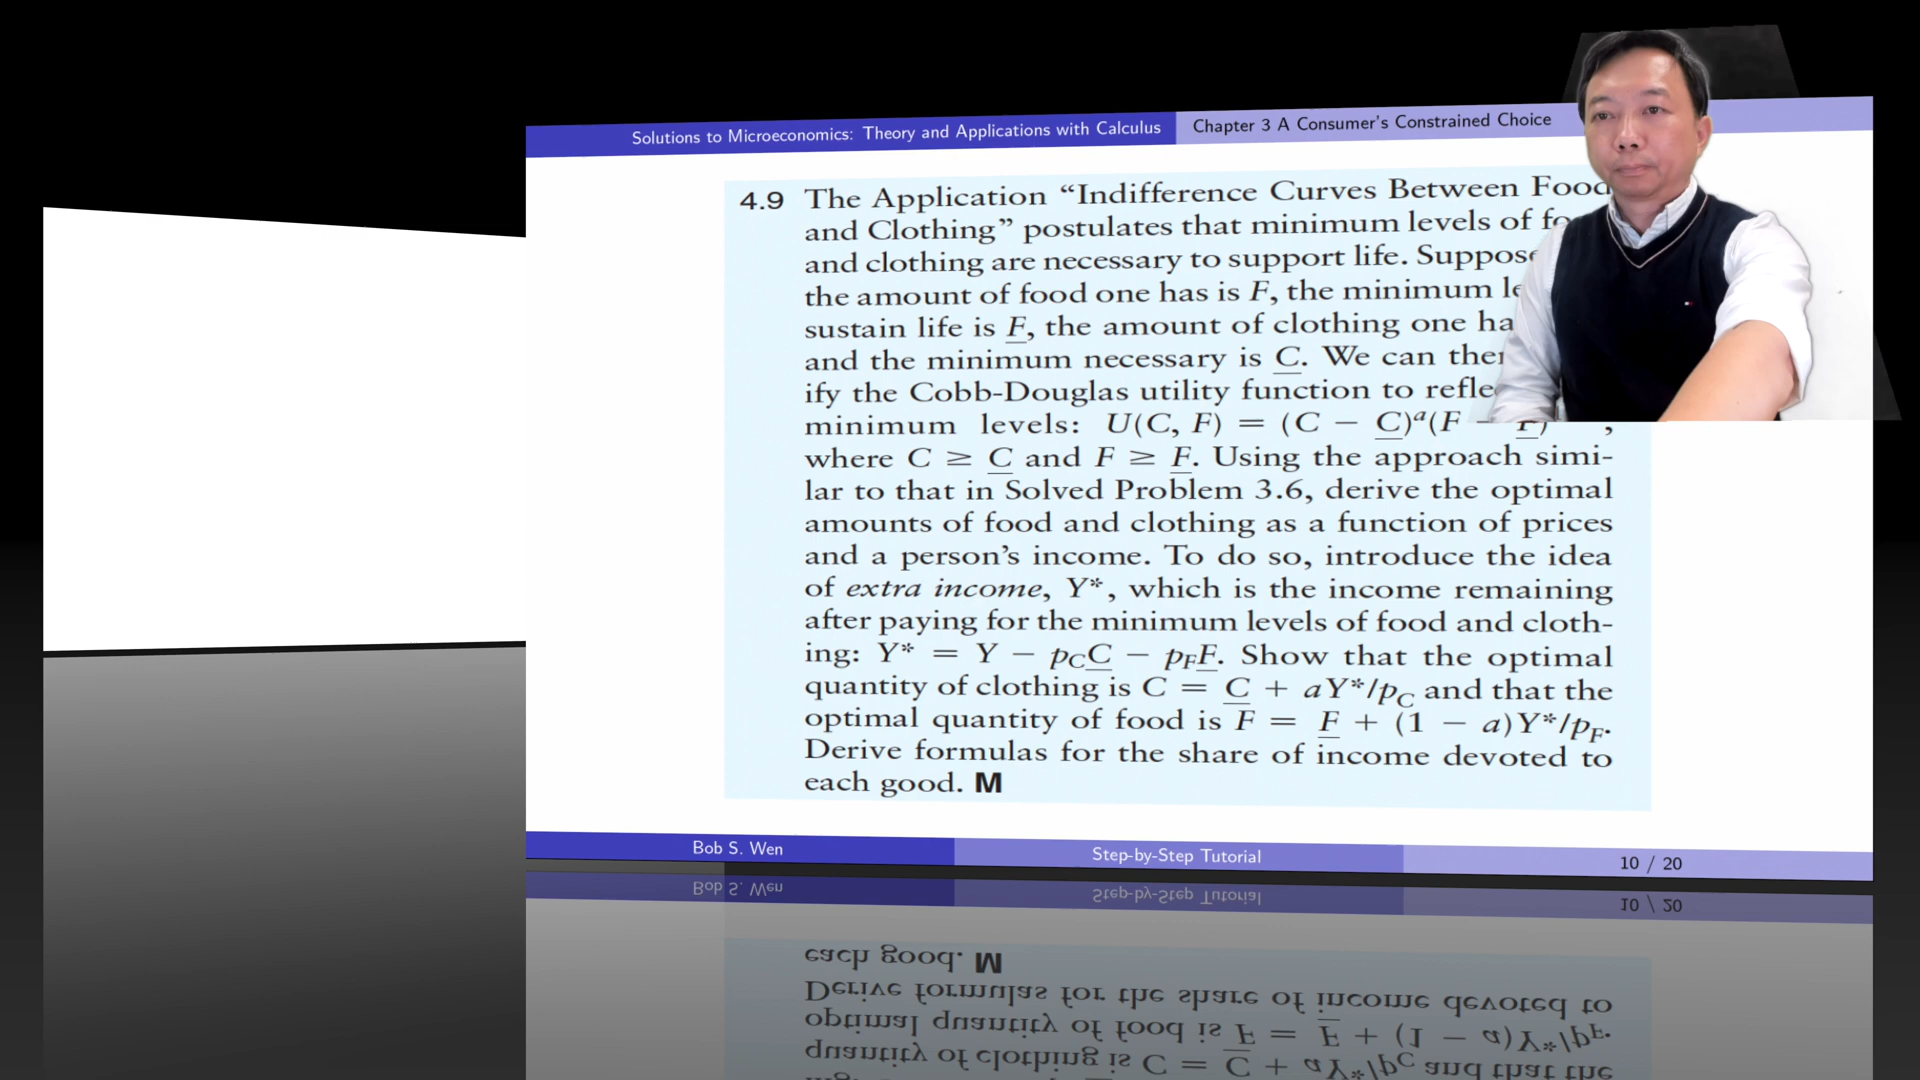 Solutions to Microeconomics: Theory and Applications with Calculus Chapter 3 A Consumer's Constrained Choice
4.9 The Application “Indifference Curves Between Food
and Clothing” postulates that minimum levels of
and clothing are necessary to support life. Suppose
the amount of food one has is F, the minimum
sustain life is F, the amount of clothing one
and the minimum necessary is C. We can
ify the Cobb-Douglas utility function to
minimum levels: U(C, F) = (C − C)ᵃ(F −
where C ≥ C and F ≥ F. Using the approach simi-
lar to that in Solved Problem 3.6, derive the optimal
amounts of food and clothing as a function of prices
and a person's income. To do so, introduce the idea
of extra income, Y*, which is the income remaining
after paying for the minimum levels of food and cloth-
ing: Y* = Y − p_C C − p_F F. Show that the optimal
quantity of clothing is C = C + aY*/p_C and that the
optimal quantity of food is F = F + (1 − a)Y*/p_F.
Derive formulas for the share of income devoted to
each good. M
Bob S. Wen Step-by-Step Tutorial 10 / 20